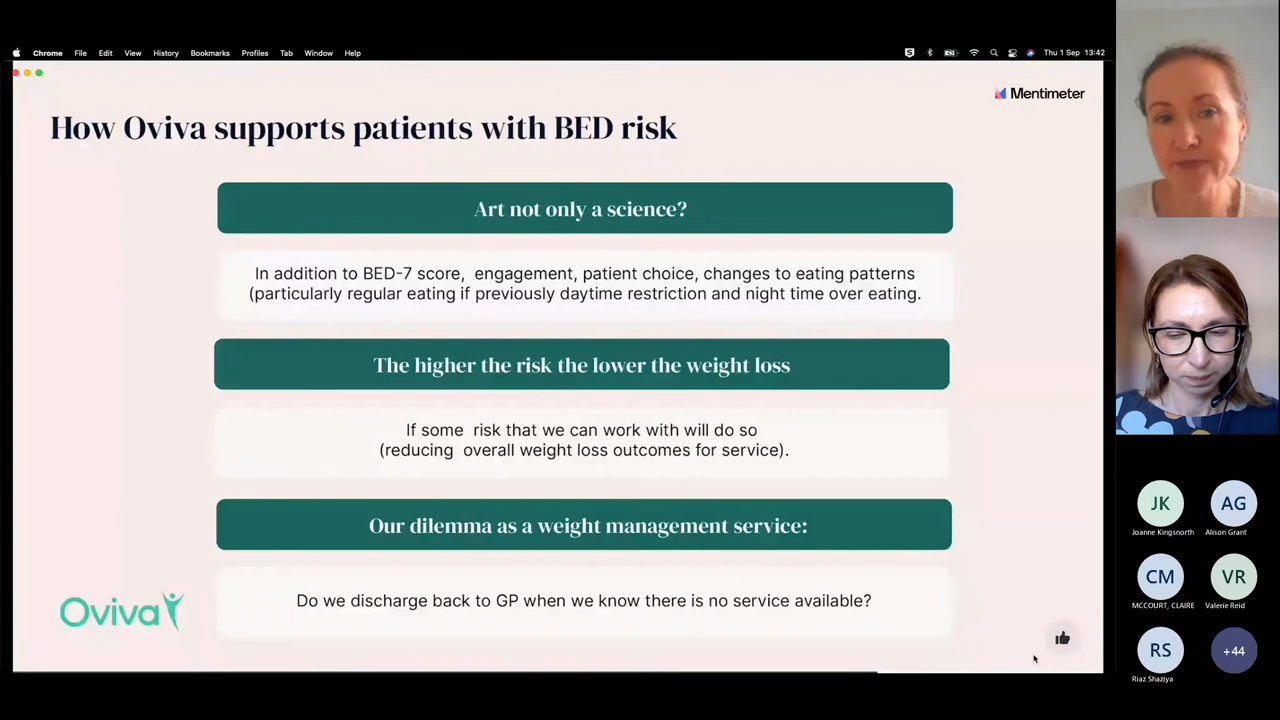 Chrome File Edit View History Bookmarks Profiles Tab Window Help
Thu 1 Sep 13:42
Mentimeter
How Oviva supports patients with BED risk
Art not only a science?
In addition to BED-7 score, engagement, patient choice, changes to eating patterns
(particularly regular eating if previously daytime restriction and night time over eating.
The higher the risk the lower the weight loss
If some risk that we can work with will do so
(reducing overall weight loss outcomes for service).
Our dilemma as a weight management service:
Do we discharge back to GP when we know there is no service available?
Oviva
JK
AG
Joanne Kingsnorth
Alison Grant
CM
VR
MCCOURT, CLAIRE
Valerie Reid
RS
+44
Riaz Shaziya